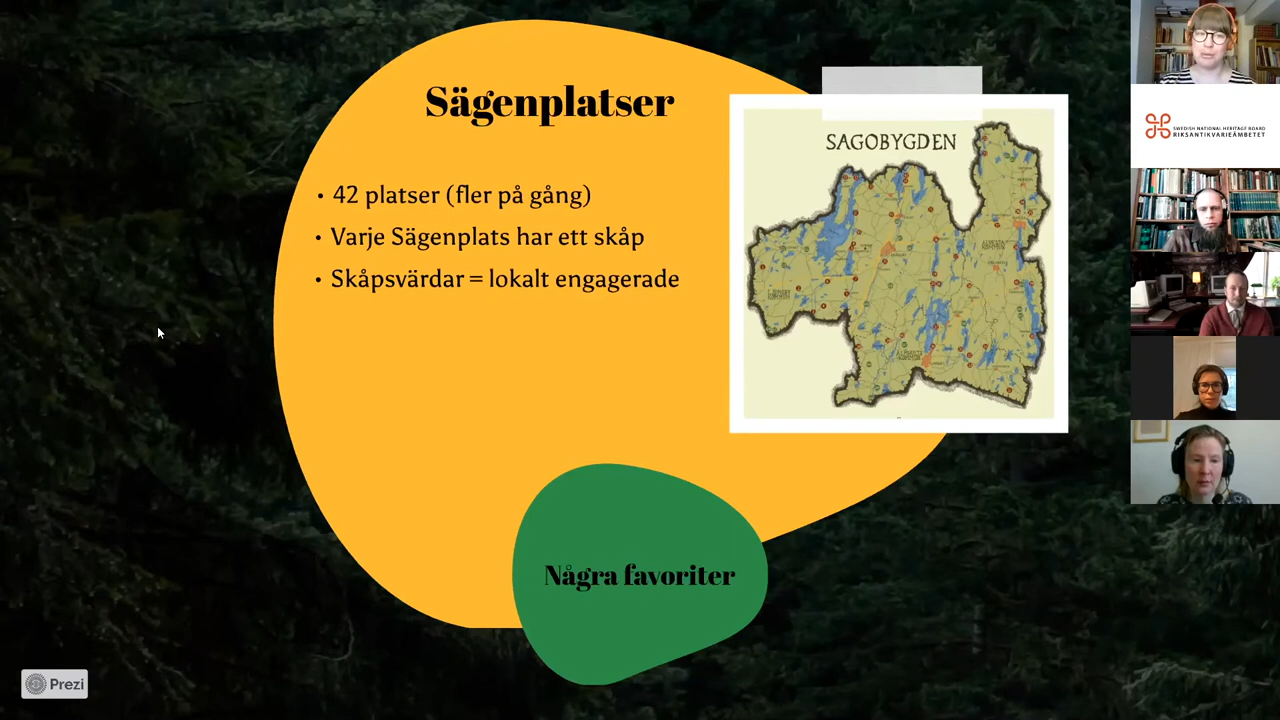 Sägenplatser
• 42 platser (fler på gång)
• Varje Sägenplats har ett skåp
• Skåpsvärdar = lokalt engagerade
SAGOBYGDEN
Några favoriter
Prezi
SWEDISH NATIONAL HERITAGE BOARD
RIKSANTIKVARIEÄMBETET